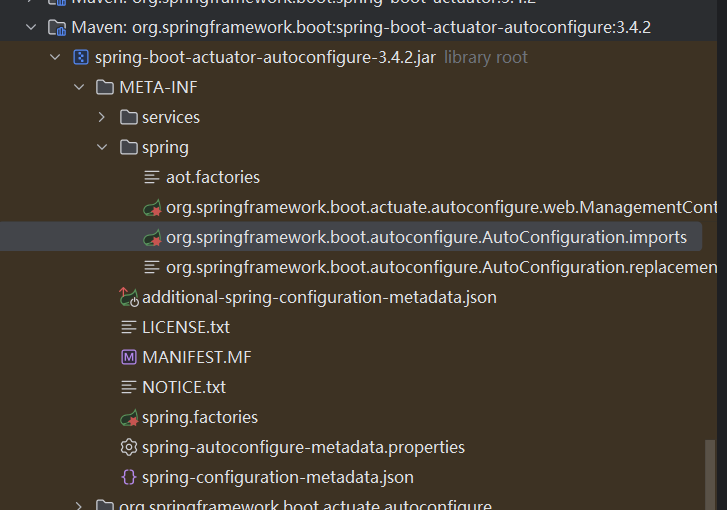 Maven: org.springframework.boot:spring-boot-actuator:3.4.2
Maven: org.springframework.boot:spring-boot-actuator-autoconfigure:3.4.2
spring-boot-actuator-autoconfigure-3.4.2.jar library root
META-INF
services
spring
aot.factories
org.springframework.boot.actuate.autoconfigure.web.ManagementCont
org.springframework.boot.autoconfigure.AutoConfiguration.imports
org.springframework.boot.autoconfigure.AutoConfiguration.replacemen
additional-spring-configuration-metadata.json
LICENSE.txt
M MANIFEST.MF
NOTICE.txt
spring.factories
spring-autoconfigure-metadata.properties
spring-configuration-metadata.json
org.springframework.boot.actuate.autoconfigure